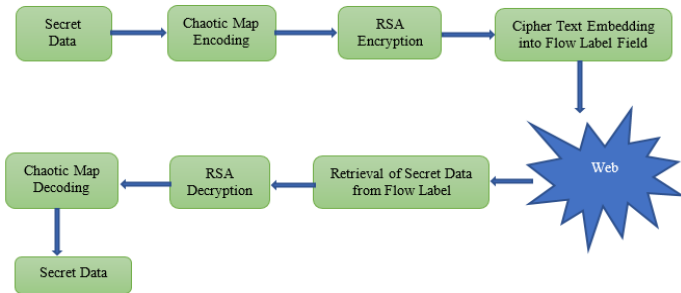 Secret
Data
Chaotic Map
Encoding
RSA
Encryption
Cipher Text Embedding
into Flow Label Field
Web
Retrieval of Secret Data
from Flow Label
RSA
Decryption
Chaotic Map
Decoding
Secret Data